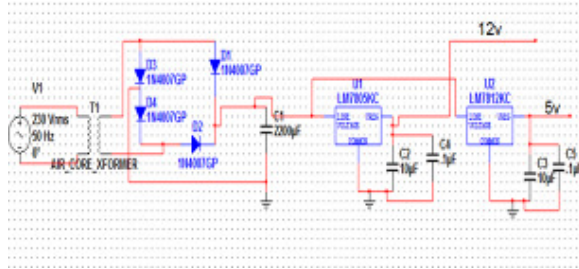 12v
D3
1N4007GP
D1
1N4007GP
V1
230 Vrms
50 Hz
0°
T1
AIR_CORE_XFORMER
D4
1N4007GP
D2
1N4007GP
C1
2200µF
U1
LM7805KC
LINE VREG
VOLTAGE
COMMON
U2
LM7812KC
LINE VREG
VOLTAGE
COMMON
5v
C2
10µF
C4
.1µF
C3
10µF
C5
.1µF